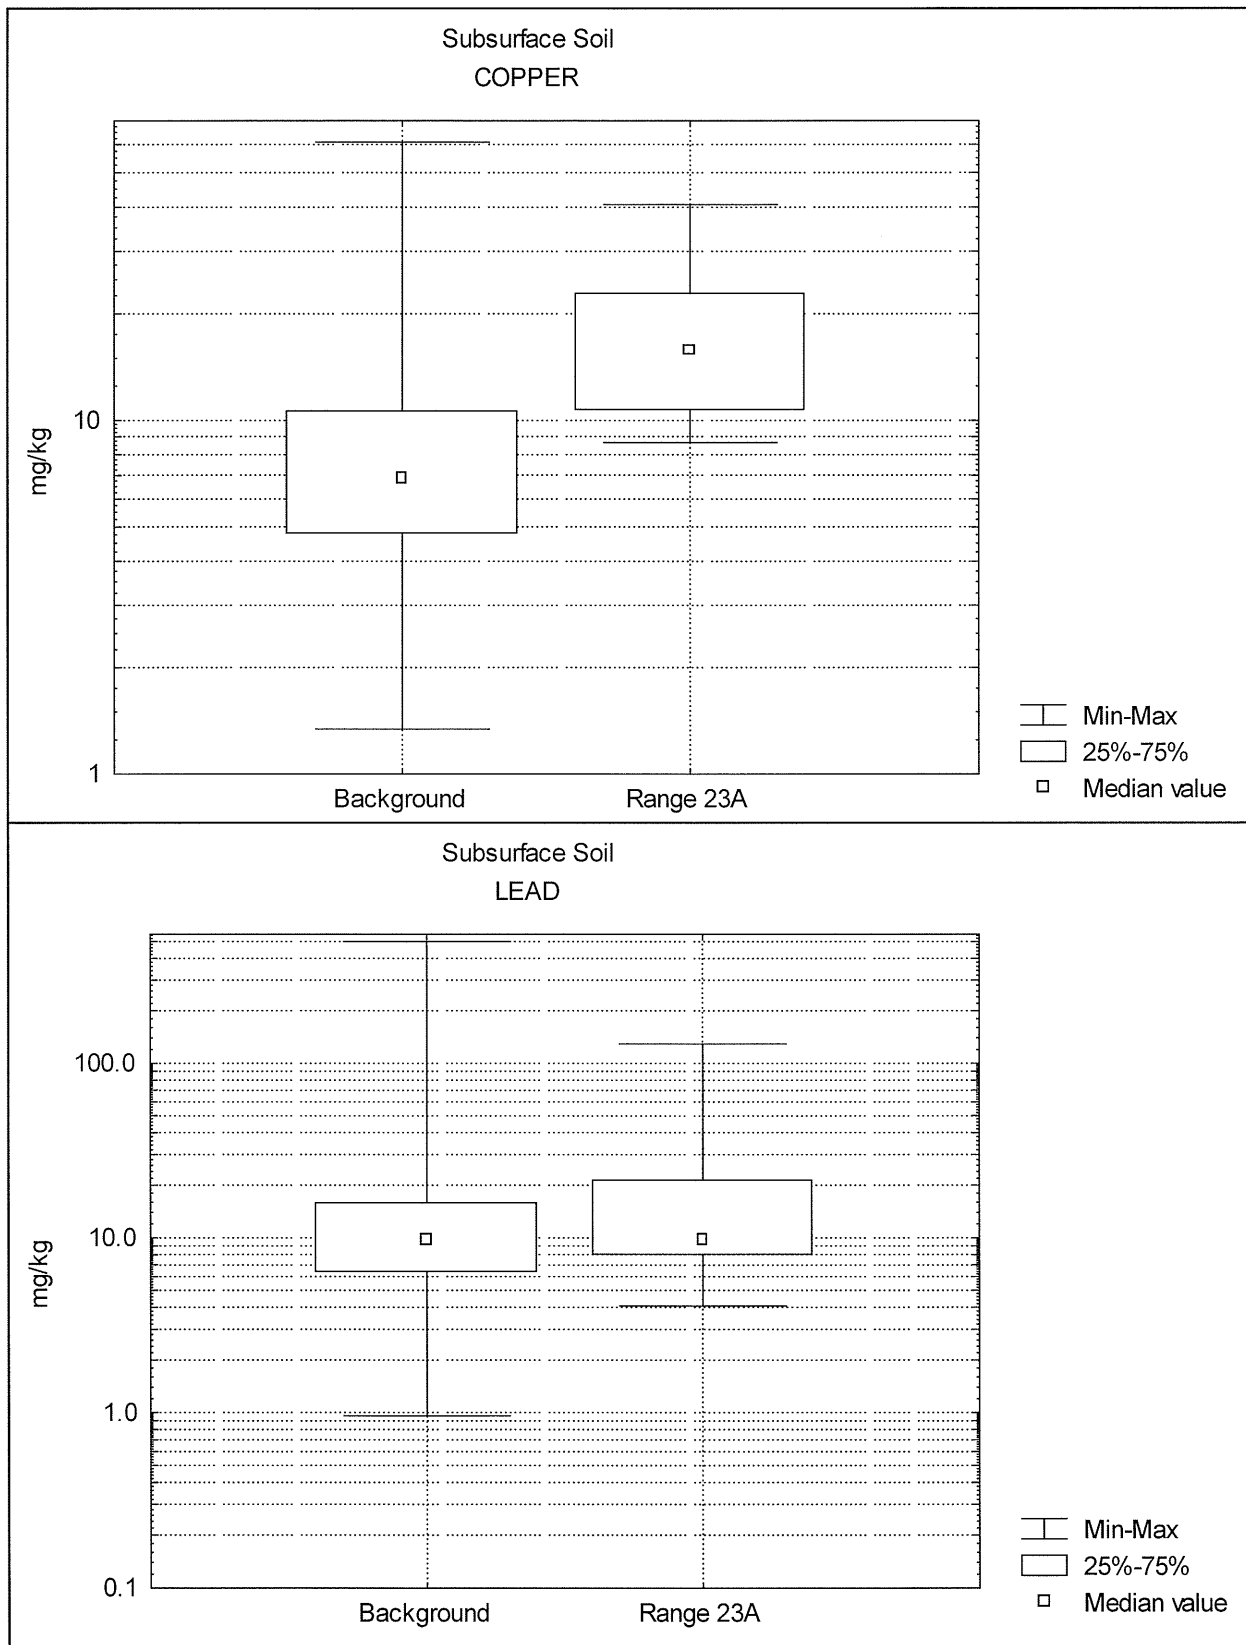 Subsurface Soil
COPPER
10
mg/kg
1
Background
Range 23A
Min-Max
25%-75%
Median value
Subsurface Soil
LEAD
100.0
10.0
mg/kg
1.0
0.1
Background
Range 23A
Min-Max
25%-75%
Median value